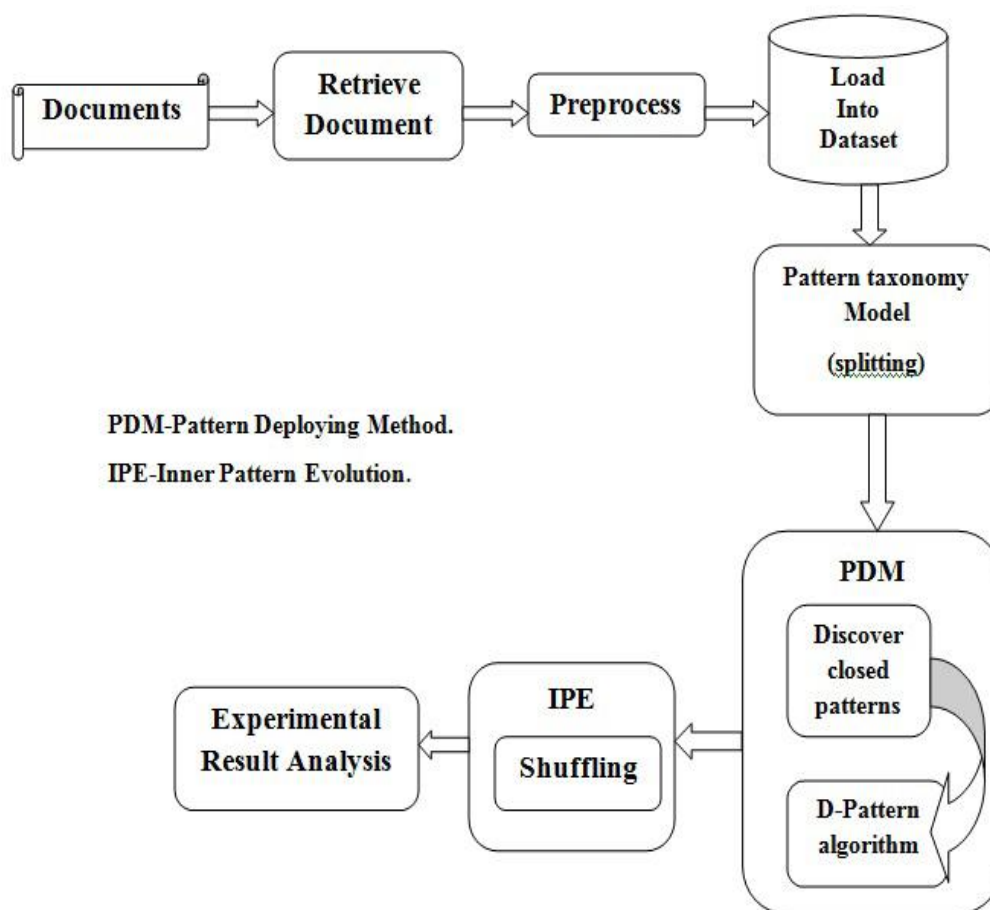 Documents
Retrieve
Document
Preprocess
Load
Into
Dataset
Pattern taxonomy
Model
(splitting)
PDM-Pattern Deploying Method.
IPE-Inner Pattern Evolution.
PDM
Discover
closed
patterns
D-Pattern
algorithm
IPE
Shuffling
Experimental
Result Analysis